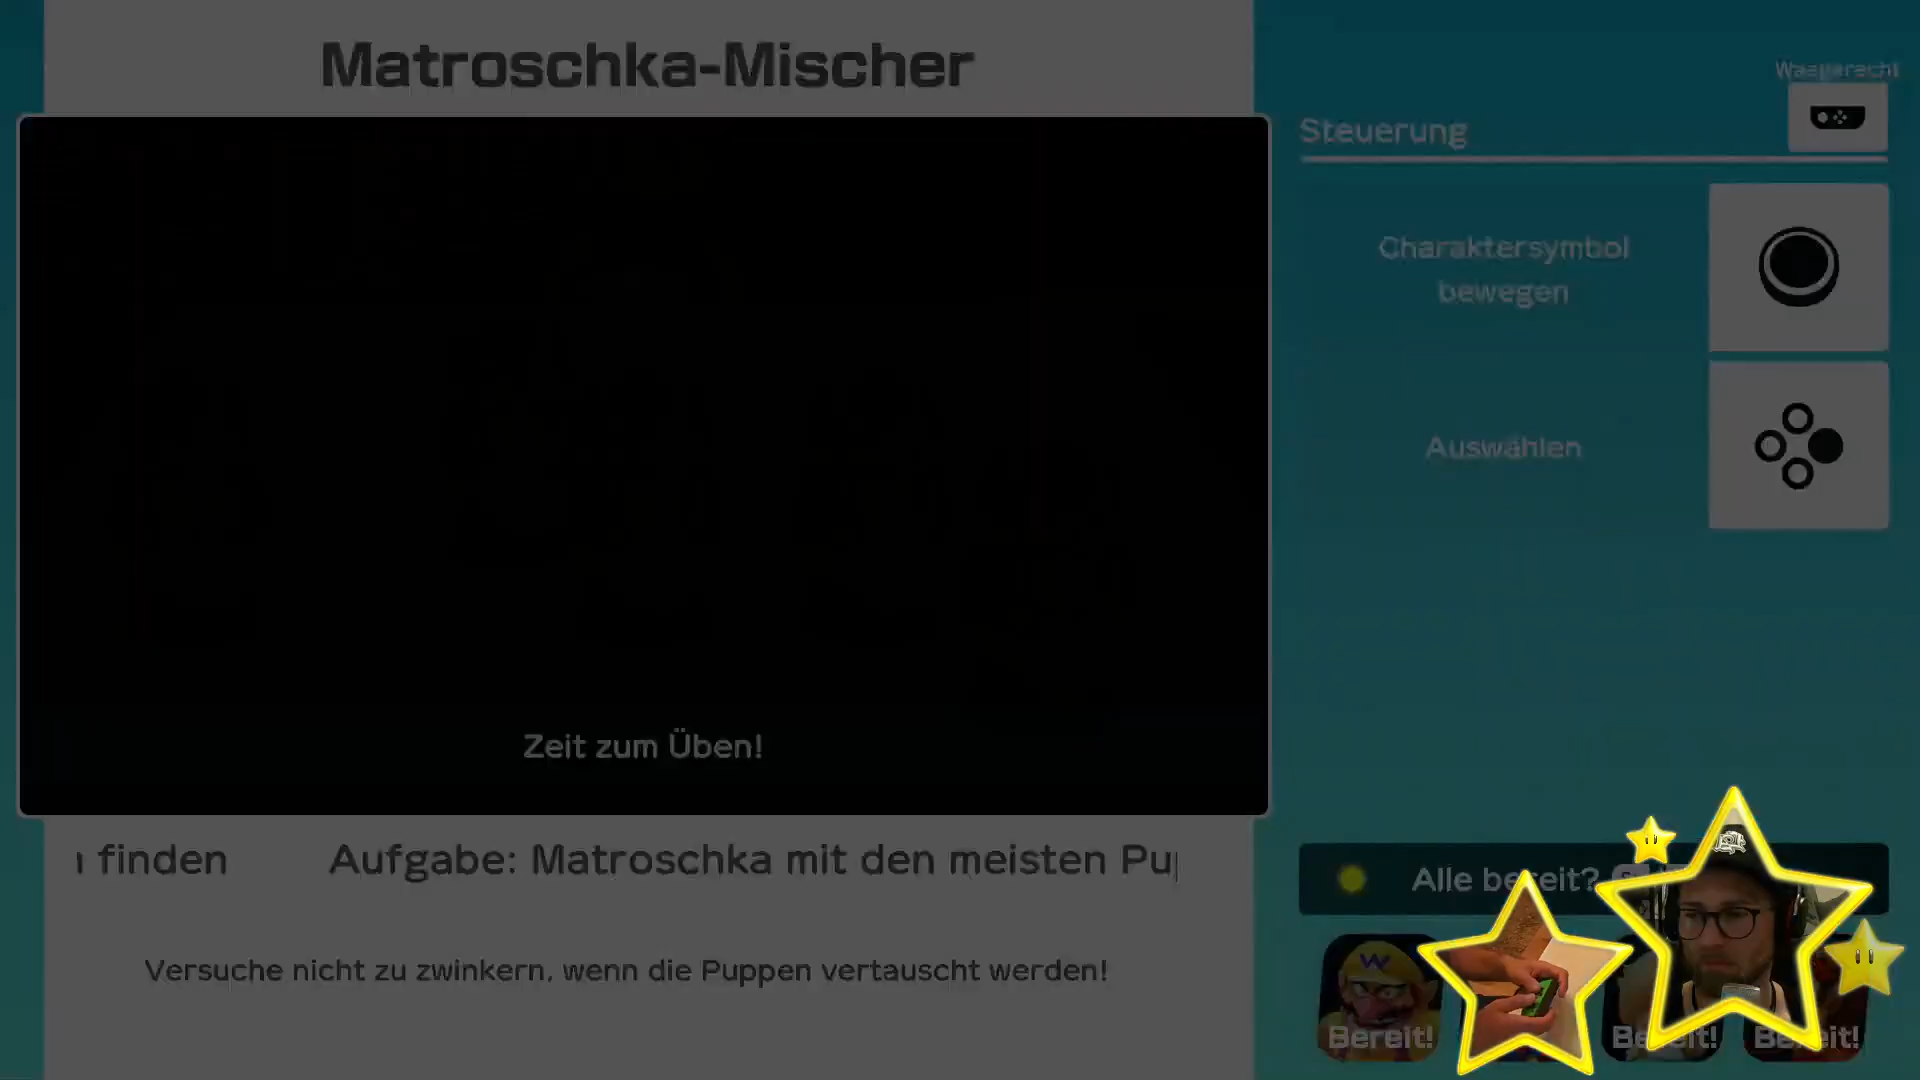 Matroschka-Mischer
Waagerecht
Steuerung
Charaktersymbol
bewegen
Auswählen
Zeit zum Üben!
finden Aufgabe: Matroschka mit den meisten Pu
Alle bereit?
Versuche nicht zu zwinkern, wenn die Puppen vertauscht werden!
W
Bereit!